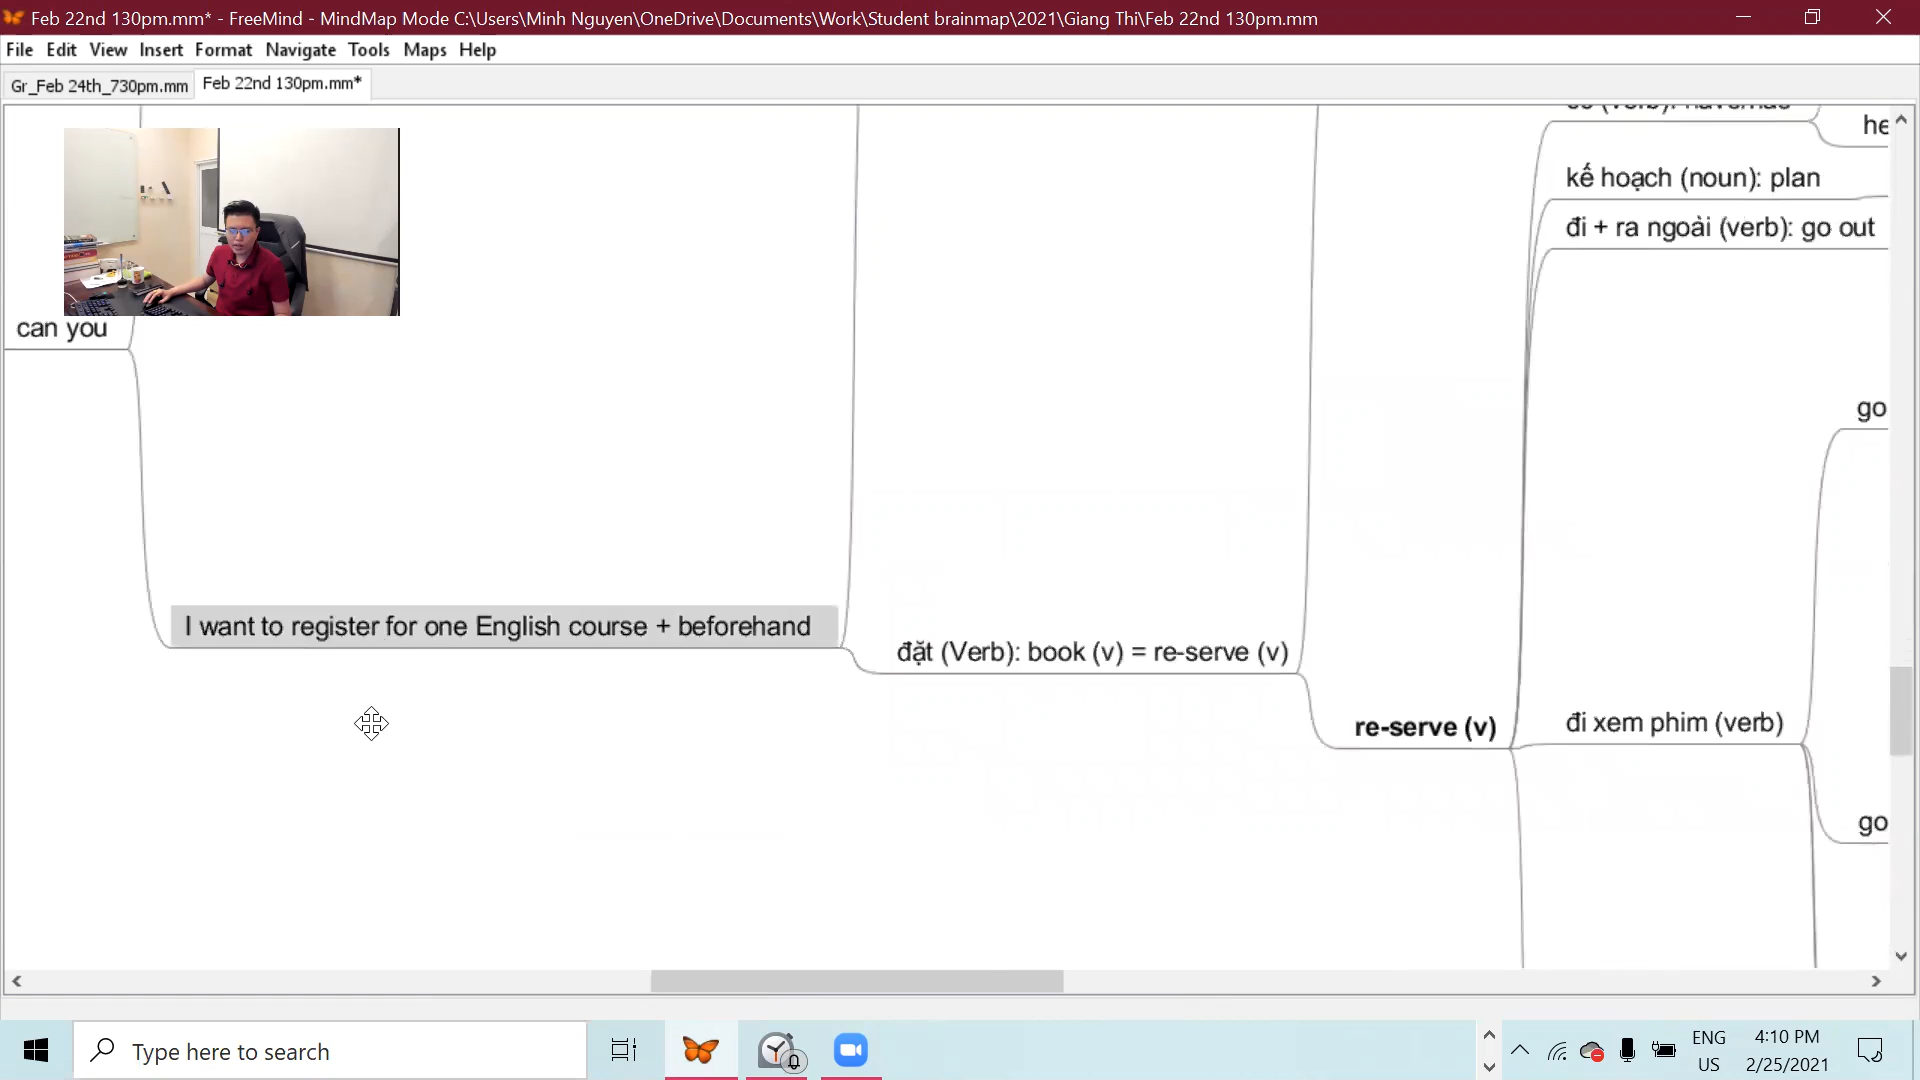 Feb 22nd 130pm.mm* - FreeMind - MindMap Mode C:\Users\Minh Nguyen\OneDrive\Documents\Work\Student brainmap\2021\Giang Thi\Feb 22nd 130pm.mm
File Edit View Insert Format Navigate Tools Maps Help
Gr_Feb 24th_730pm.mm Feb 22nd 130pm.mm*
he
kế hoạch (noun): plan
đi + ra ngoài (verb): go out
can you
go
I want to register for one English course + beforehand
đặt (Verb): book (v) = re-serve (v)
re-serve (v)
đi xem phim (verb)
go
Type here to search
ENG
US
4:10 PM
2/25/2021